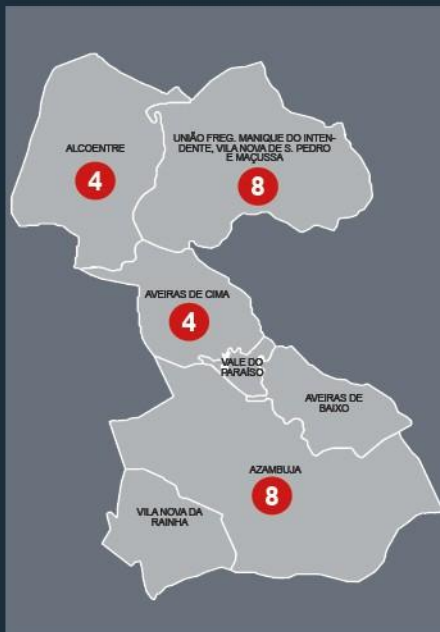 ALCOENTRE
4
UNIÃO FREG. MANIQUE DO INTEN-
DENTE, VILA NOVA DE S. PEDRO
E MAÇUSSA
8
AVEIRAS DE CIMA
4
VALE DO
PARAÍSO
AVEIRAS DE
BAIXO
AZAMBUJA
8
VILA NOVA DA
RAINHA